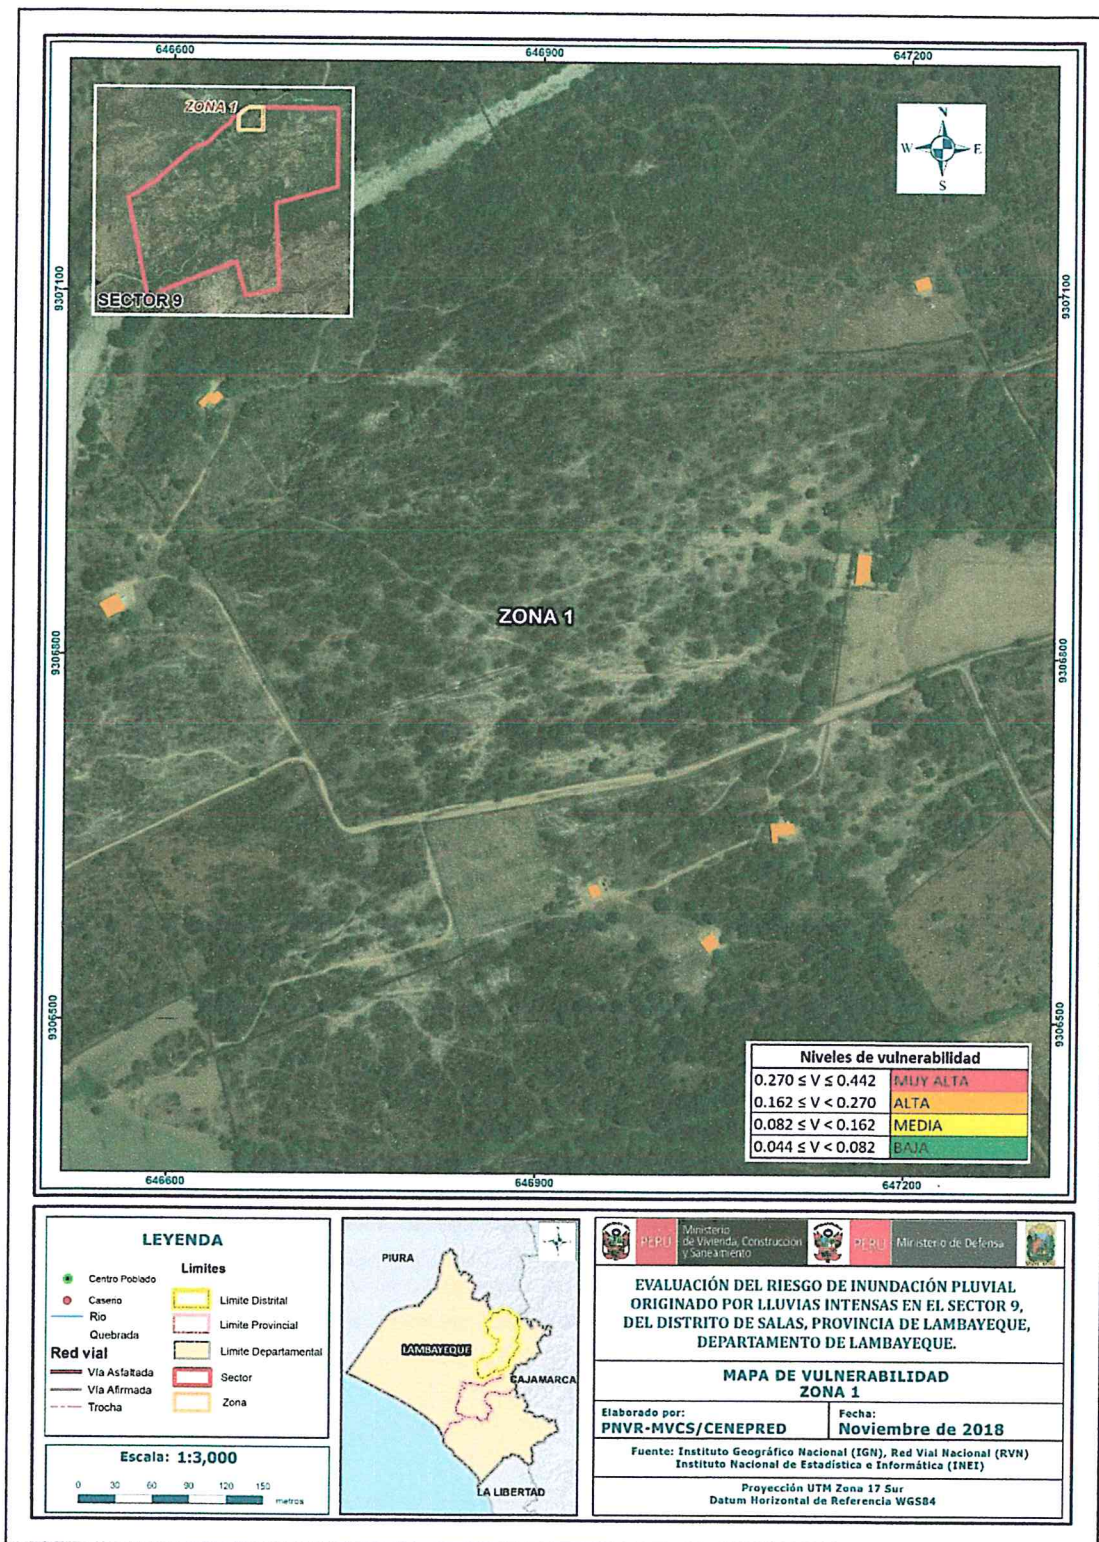 646600
646900
647200
ZONA 1
SECTOR 9
N
W
E
S
9307100
9307100
ZONA 1
9306800
9306800
9306500
9306500
Niveles de vulnerabilidad
0.270 ≤ V ≤ 0.442 MUY ALTA
0.162 ≤ V < 0.270 ALTA
0.082 ≤ V < 0.162 MEDIA
0.044 ≤ V < 0.082 BAJA
646600
646900
647200
LEYENDA
Centro Poblado
Caserio
Rio
Quebrada
Red vial
Vía Asfaltada
Vía Afirmada
Trocha
Limites
Limite Distrital
Limite Provincial
Limite Departamental
Sector
Zona
Escala: 1:3,000
0 30 60 90 120 150
metros
PIURA
LAMBAYEQUE
CAJAMARCA
LA LIBERTAD
PERÚ
Ministerio
de Vivienda, Construcción
y Saneamiento
PERÚ
Ministerio de Defensa
EVALUACIÓN DEL RIESGO DE INUNDACIÓN PLUVIAL
ORIGINADO POR LLUVIAS INTENSAS EN EL SECTOR 9,
DEL DISTRITO DE SALAS, PROVINCIA DE LAMBAYEQUE,
DEPARTAMENTO DE LAMBAYEQUE.
MAPA DE VULNERABILIDAD
ZONA 1
Elaborado por:
PNVR-MVCS/CENEPRED
Fecha:
Noviembre de 2018
Fuente: Instituto Geográfico Nacional (IGN), Red Vial Nacional (RVN)
Instituto Nacional de Estadística e Informática (INEI)
Proyección UTM Zona 17 Sur
Datum Horizontal de Referencia WGS84